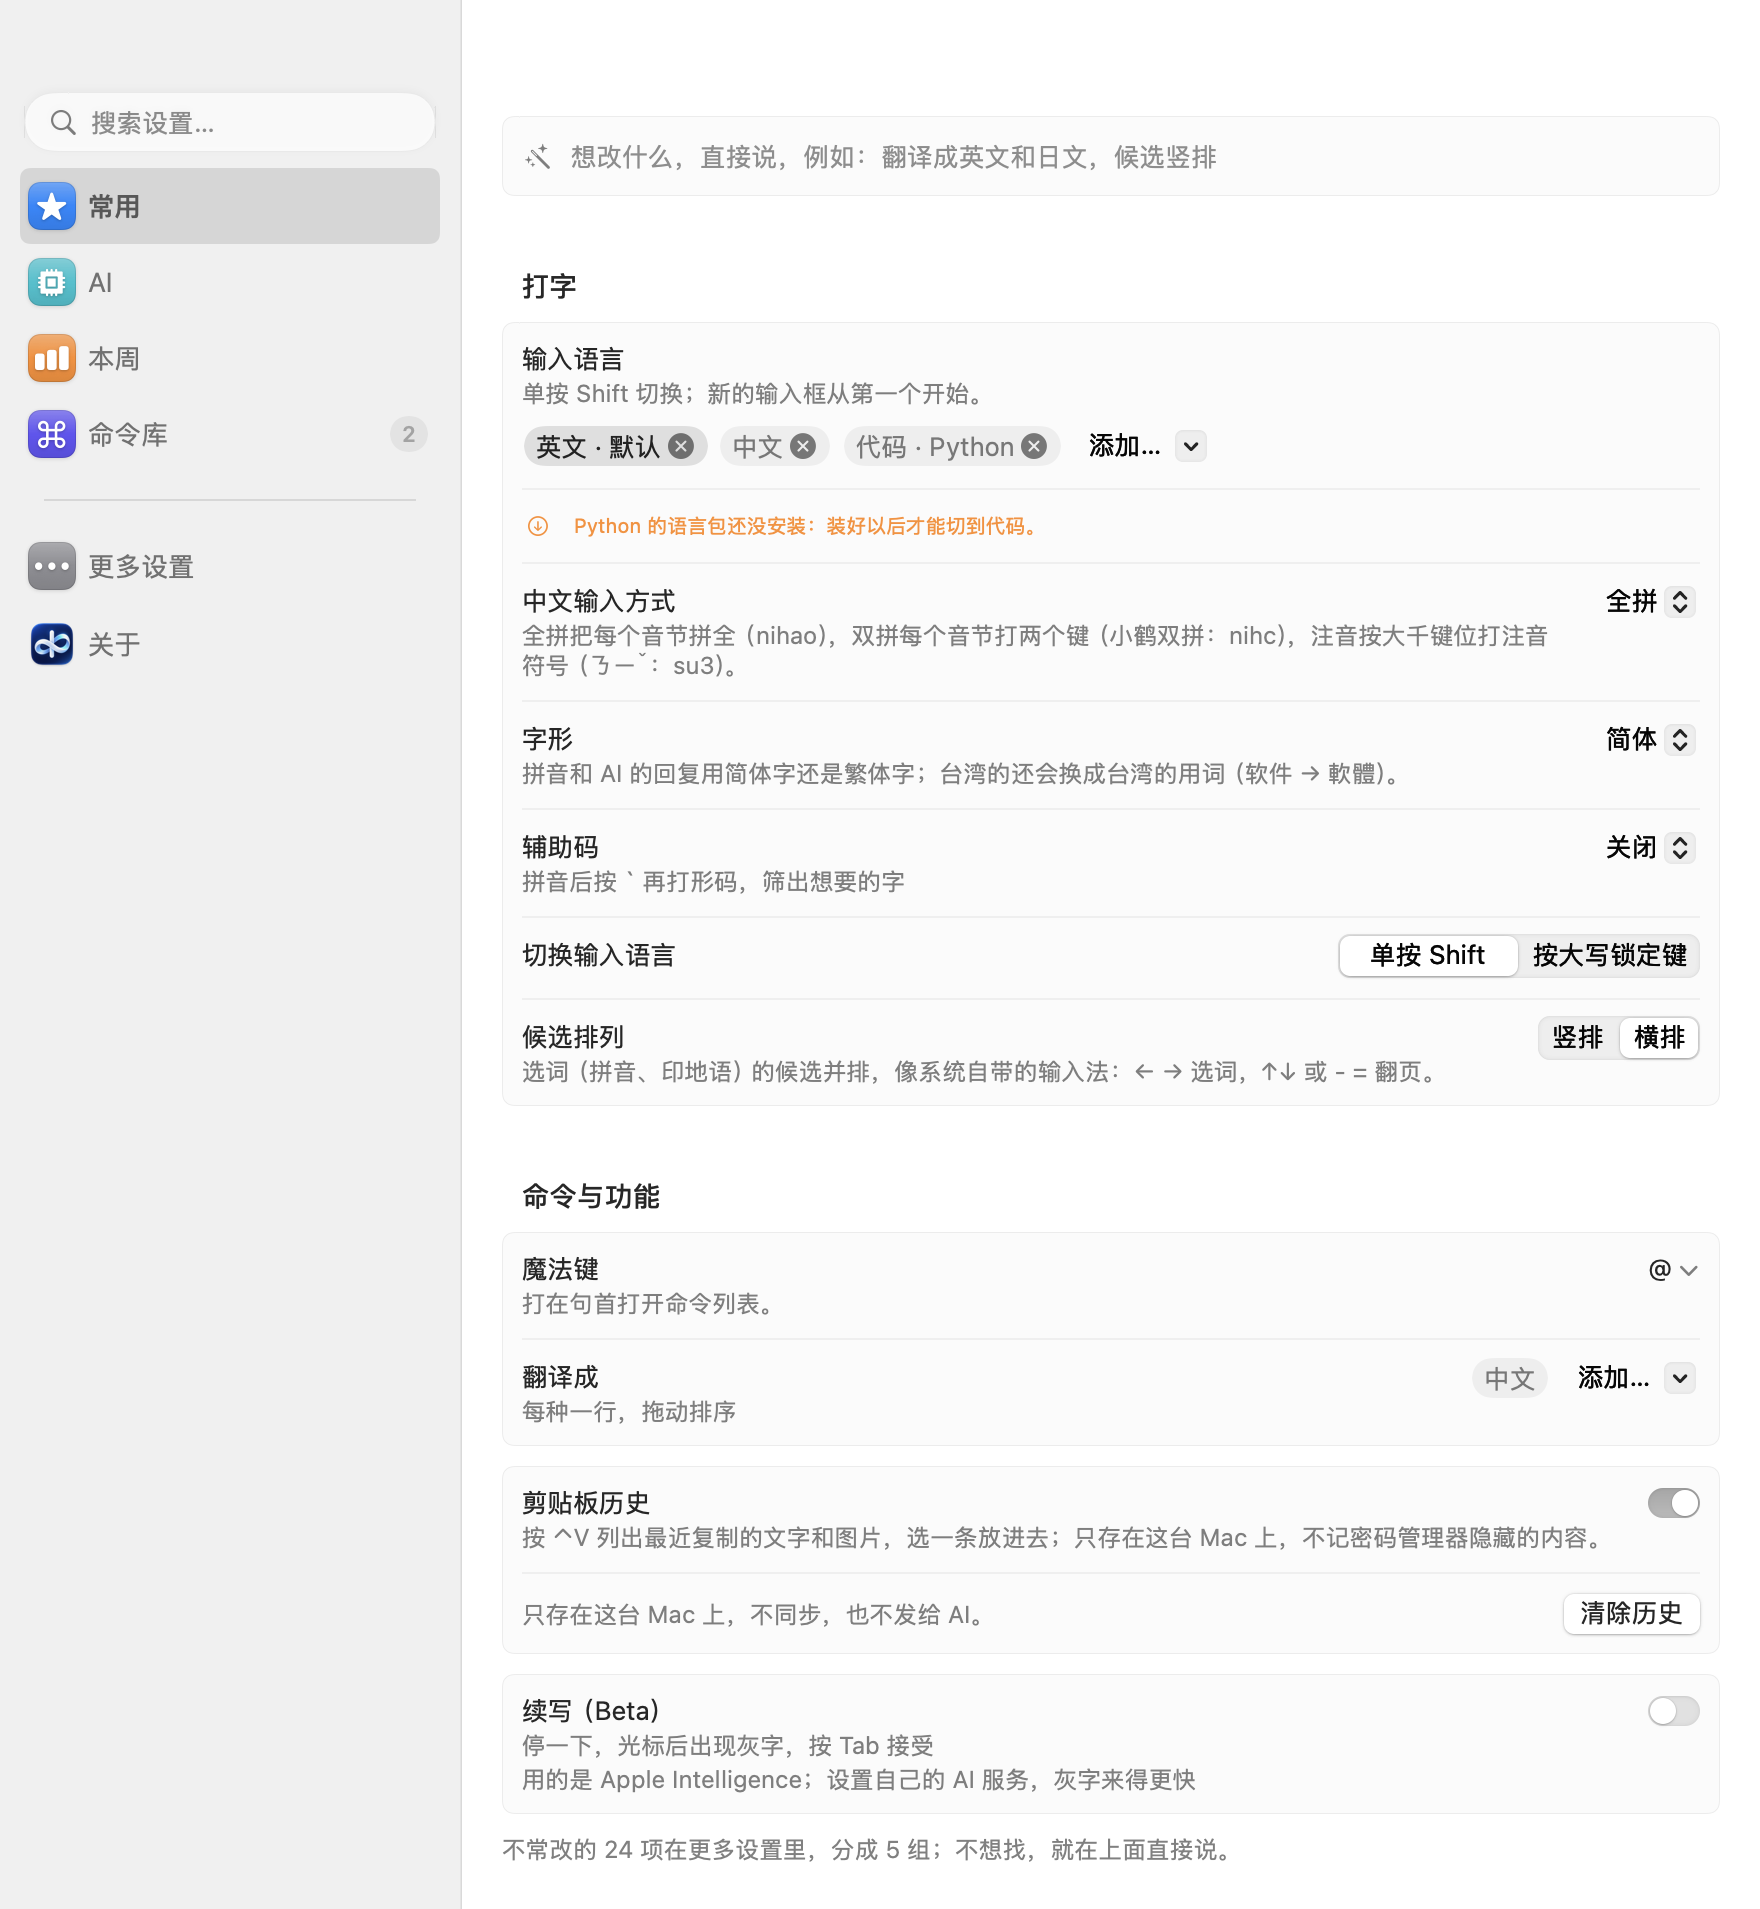 搜索设置...
常用
AI
本周
命令库
2
更多设置
关于
想改什么，直接说，例如：翻译成英文和日文，候选竖排
打字
输入语言
单按 Shift 切换；新的输入框从第一个开始。
英文 · 默认
中文
代码 · Python
添加...
Python 的语言包还没安装：装好以后才能切到代码。
中文输入方式
全拼
全拼把每个音节拼全（nihao），双拼每个音节打两个键（小鹤双拼：nihc），注音按大千键位打注音
符号（ㄋㄧˇ：su3）。
字形
简体
拼音和 AI 的回复用简体字还是繁体字；台湾的还会换成台湾的用词（软件 → 軟體）。
辅助码
关闭
拼音后按 ` 再打形码，筛出想要的字
切换输入语言
单按 Shift
按大写锁定键
候选排列
竖排
横排
选词（拼音、印地语）的候选并排，像系统自带的输入法：← → 选词，↑↓ 或 - = 翻页。
命令与功能
魔法键
@
打在句首打开命令列表。
翻译成
中文
添加...
每种一行，拖动排序
剪贴板历史
按 ^V 列出最近复制的文字和图片，选一条放进去；只存在这台 Mac 上，不记密码管理器隐藏的内容。
只存在这台 Mac 上，不同步，也不发给 AI。
清除历史
续写（Beta）
停一下，光标后出现灰字，按 Tab 接受
用的是 Apple Intelligence；设置自己的 AI 服务，灰字来得更快
不常改的 24 项在更多设置里，分成 5 组；不想找，就在上面直接说。